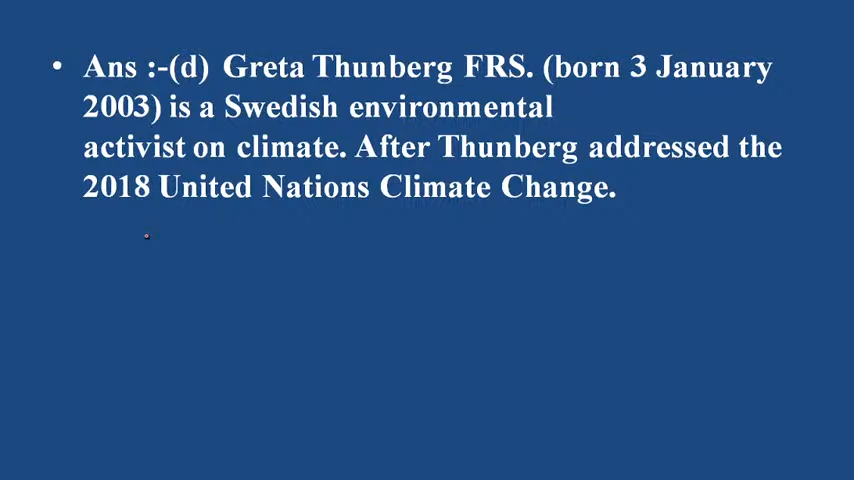 • Ans :-(d) Greta Thunberg FRS. (born 3 January
2003) is a Swedish environmental
activist on climate. After Thunberg addressed the
2018 United Nations Climate Change.